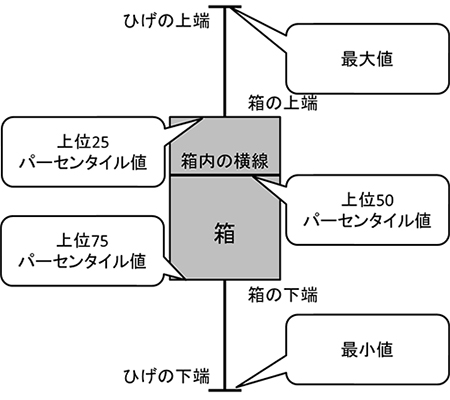 ひげの上端
最大値
箱の上端
上位25
パーセンタイル値
箱内の横線
上位50
パーセンタイル値
箱
上位75
パーセンタイル値
箱の下端
最小値
ひげの下端